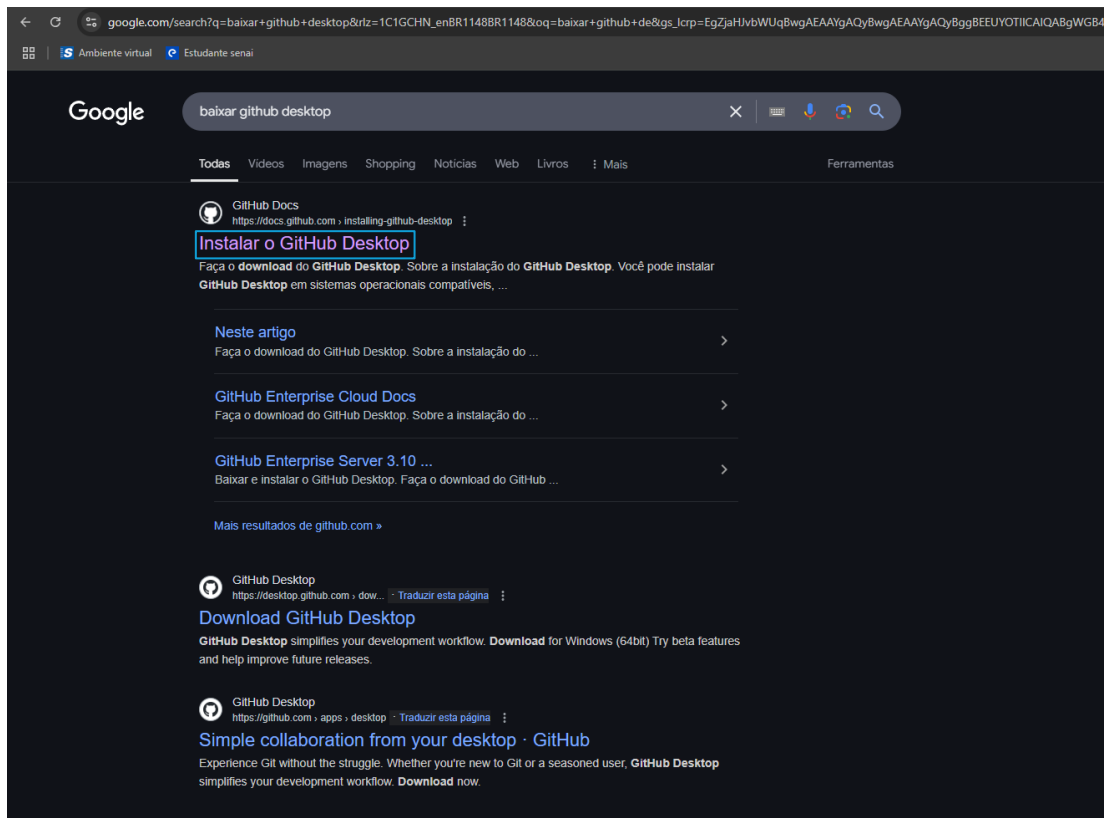 google.com/search?q=baixar+github+desktop&rlz=1C1GCHN_enBR1148BR1148&oq=baixar+github+de&gs_lcrp=EgZjaHJvbWUqBwgAEAAYgAQyBwgAEAAYgAQyBggBEEUYOTIICAIQABgWGB4
Ambiente virtual
Estudante senai
Google
baixar github desktop
Todas
Vídeos
Imagens
Shopping
Notícias
Web
Livros
Mais
Ferramentas
GitHub Docs
https://docs.github.com › installing-github-desktop
Instalar o GitHub Desktop
Faça o download do GitHub Desktop. Sobre a instalação do GitHub Desktop. Você pode instalar
GitHub Desktop em sistemas operacionais compatíveis, ...
Neste artigo
Faça o download do GitHub Desktop. Sobre a instalação do ...
GitHub Enterprise Cloud Docs
Faça o download do GitHub Desktop. Sobre a instalação do ...
GitHub Enterprise Server 3.10 ...
Baixar e instalar o GitHub Desktop. Faça o download do GitHub ...
Mais resultados de github.com »
GitHub Desktop
https://desktop.github.com › dow... · Traduzir esta página
Download GitHub Desktop
GitHub Desktop simplifies your development workflow. Download for Windows (64bit) Try beta features
and help improve future releases.
GitHub Desktop
https://github.com › apps › desktop · Traduzir esta página
Simple collaboration from your desktop · GitHub
Experience Git without the struggle. Whether you're new to Git or a seasoned user, GitHub Desktop
simplifies your development workflow. Download now.